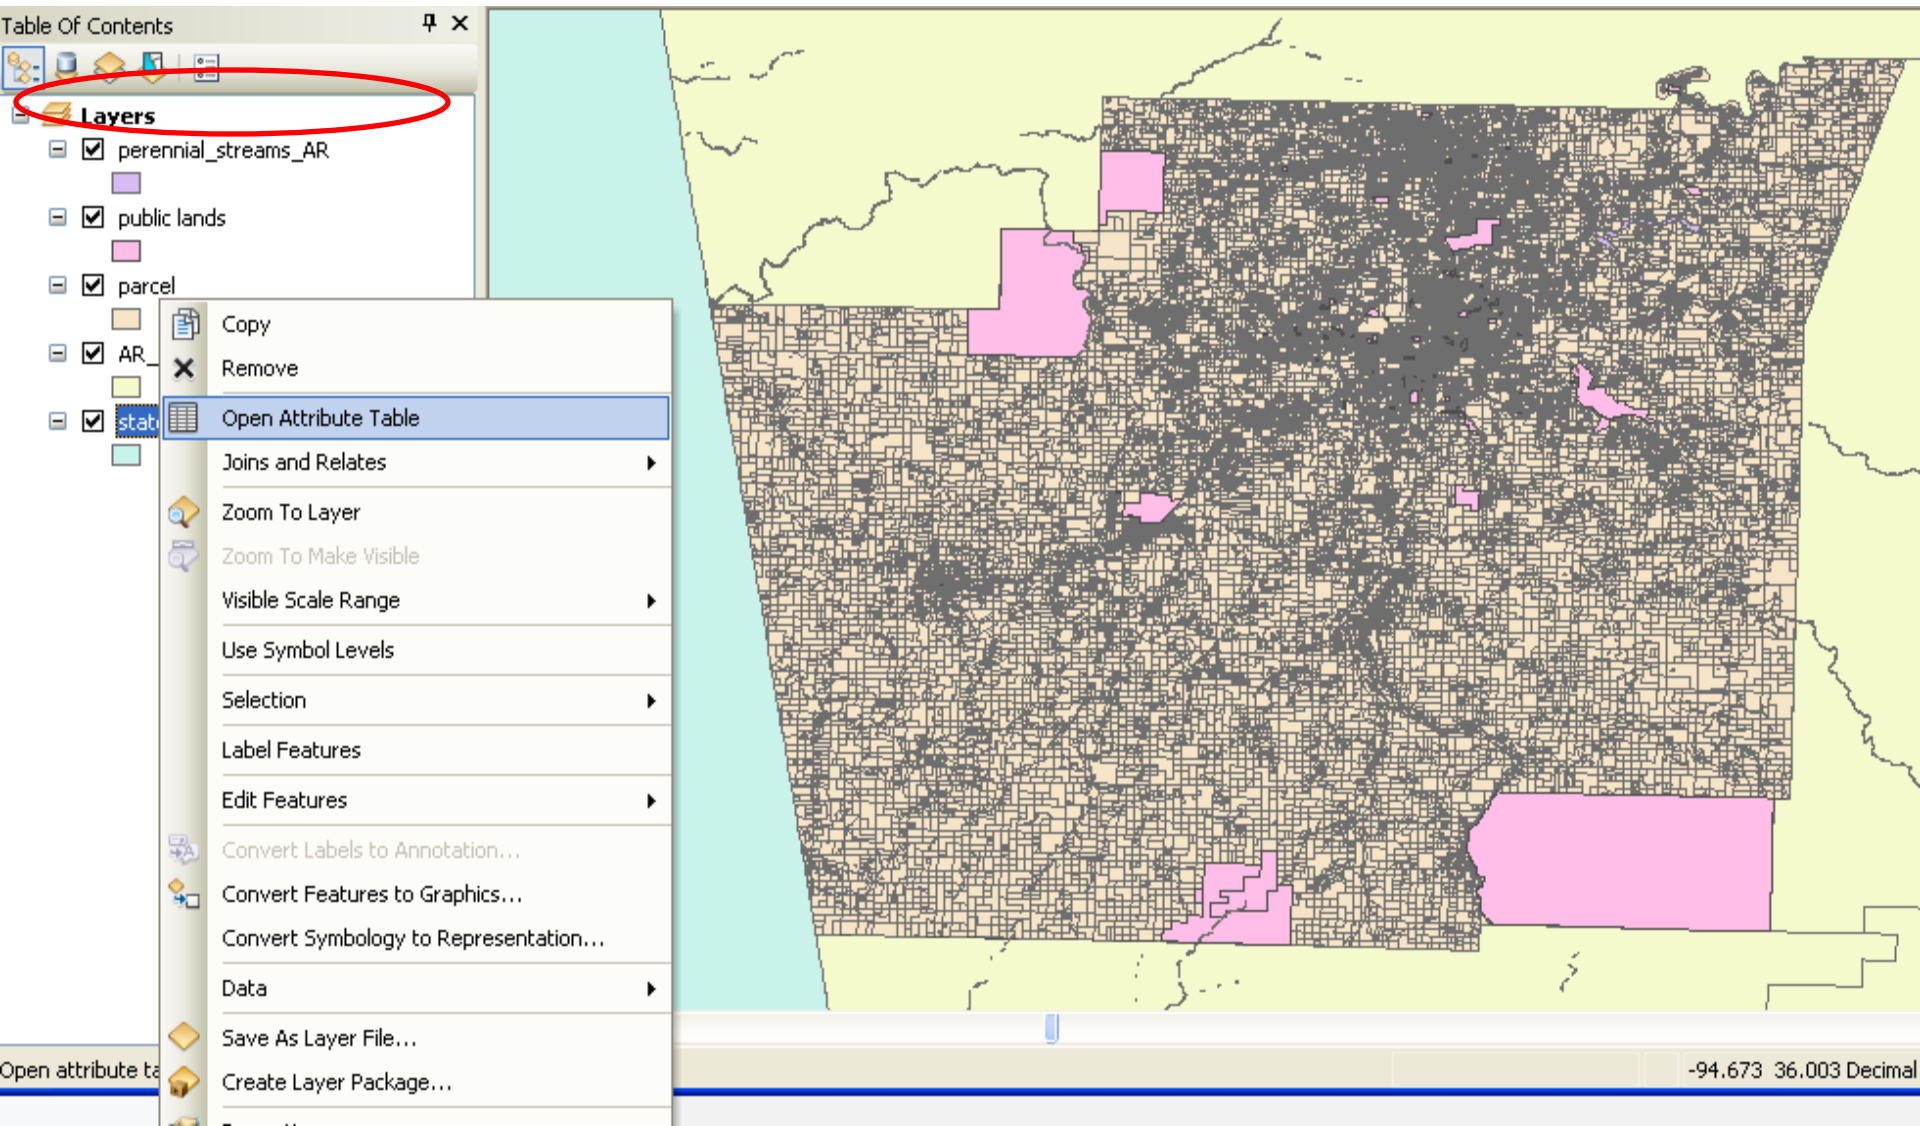 Table Of Contents
Layers
perennial_streams_AR
public lands
parcel
AR_
stat
Copy
Remove
Open Attribute Table
Joins and Relates
Zoom To Layer
Zoom To Make Visible
Visible Scale Range
Use Symbol Levels
Selection
Label Features
Edit Features
Convert Labels to Annotation...
Convert Features to Graphics...
Convert Symbology to Representation...
Data
Save As Layer File...
Create Layer Package...
Open attribute ta
-94.673 36.003 Decimal